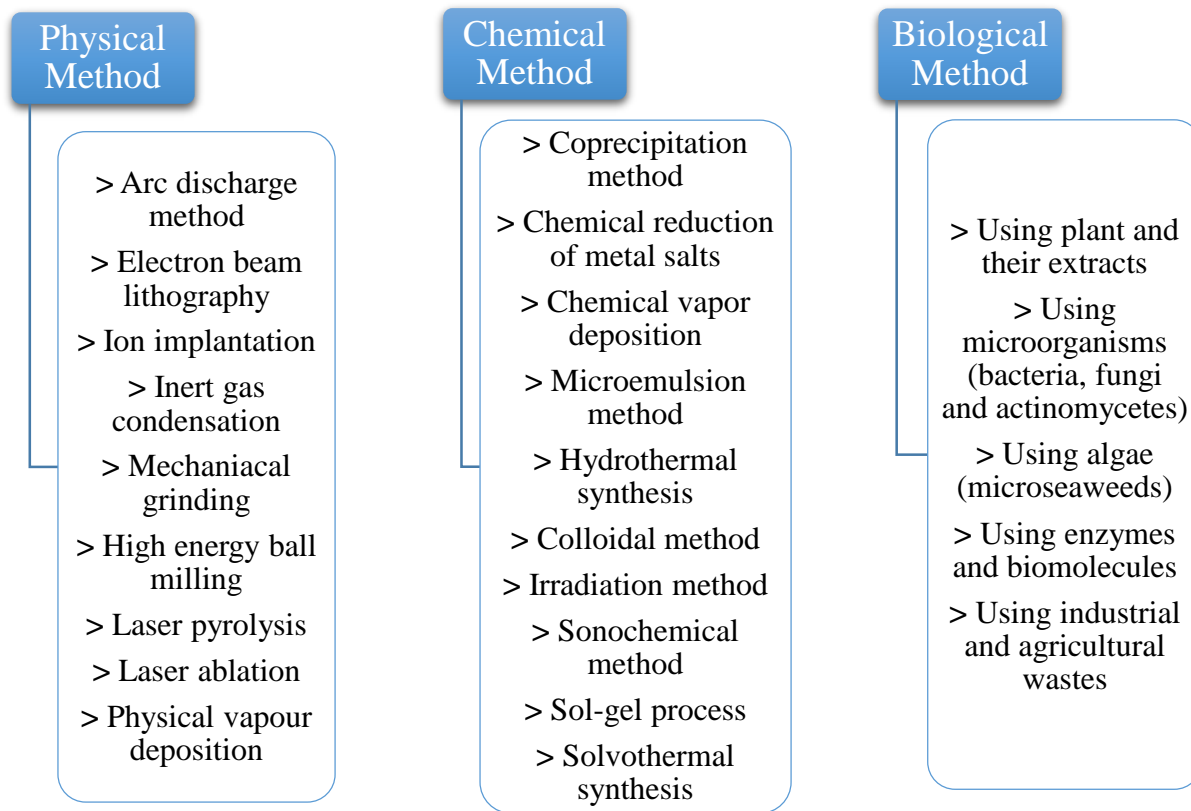 Physical
Method
> Arc discharge
method
> Electron beam
lithography
> Ion implantation
> Inert gas
condensation
> Mechaniacal
grinding
> High energy ball
milling
> Laser pyrolysis
> Laser ablation
> Physical vapour
deposition
Chemical
Method
> Coprecipitation
method
> Chemical reduction
of metal salts
> Chemical vapor
deposition
> Microemulsion
method
> Hydrothermal
synthesis
> Colloidal method
> Irradiation method
> Sonochemical
method
> Sol-gel process
> Solvothermal
synthesis
Biological
Method
> Using plant and
their extracts
> Using
microorganisms
(bacteria, fungi
and actinomycetes)
> Using algae
(microseaweeds)
> Using enzymes
and biomolecules
> Using industrial
and agricultural
wastes